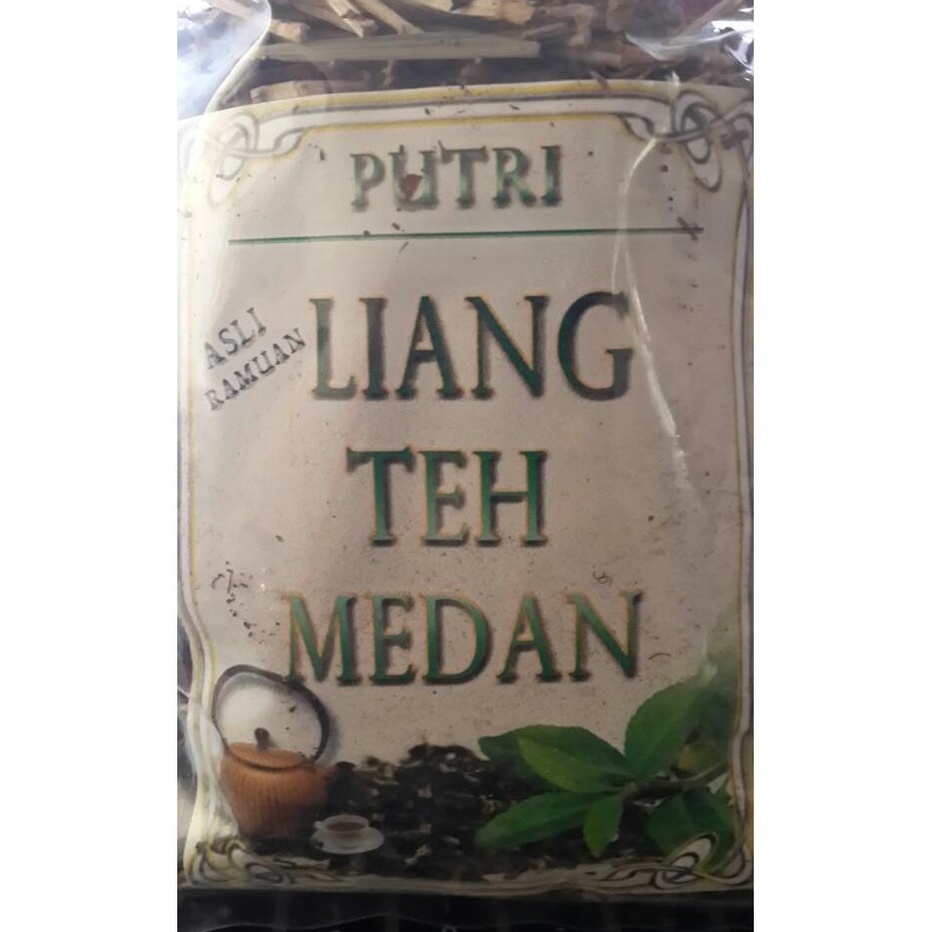 PUTRI
ASLI
RAMUAN
LIANG
TEH
MEDAN